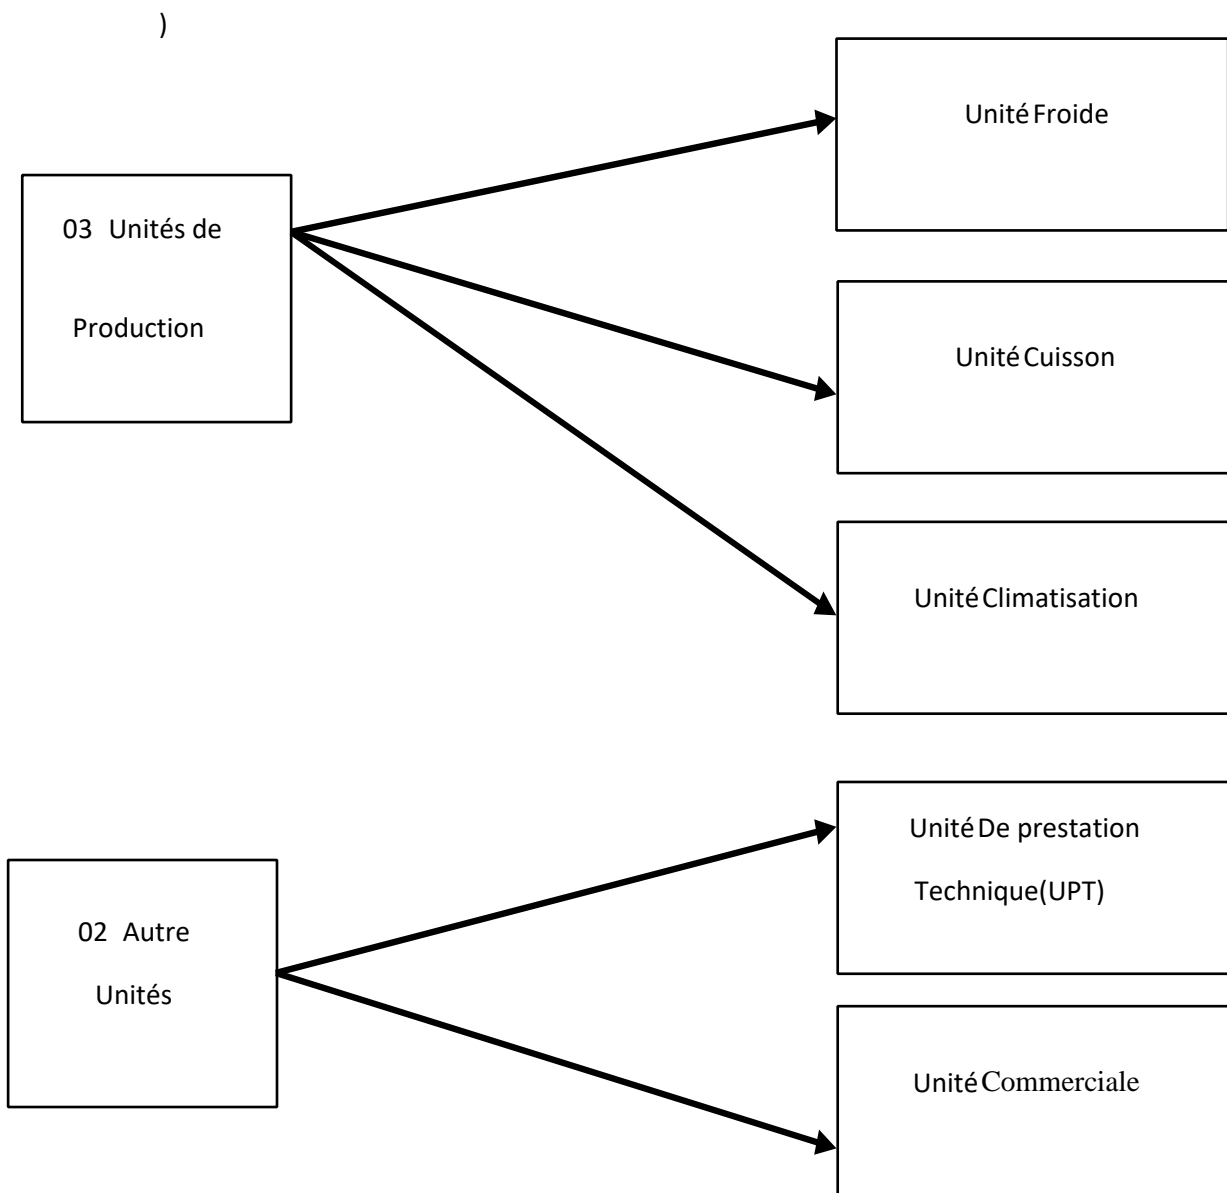 )
03 Unités de
Production
Unité Froide
Unité Cuisson
Unité Climatisation
02 Autre
Unités
Unité De prestation
Technique(UPT)
Unité Commerciale